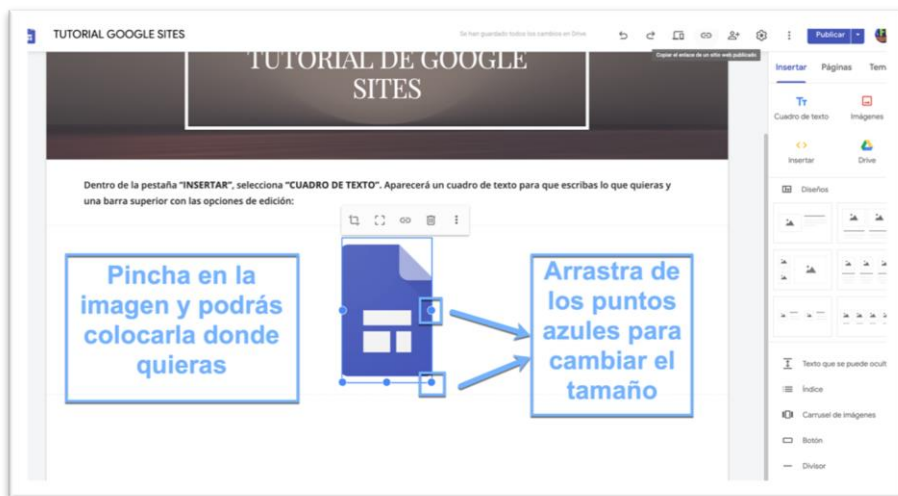 TUTORIAL GOOGLE SITES
Se han guardado todos los cambios en Drive
Publicar
Copiar el enlace de un sitio web publicado
TUTORIAL DE GOOGLE
SITES
Insertar Páginas Tem
Cuadro de texto Imágenes
Insertar Drive
Dentro de la pestaña "INSERTAR", selecciona "CUADRO DE TEXTO". Aparecerá un cuadro de texto para que escribas lo que quieras y
una barra superior con las opciones de edición:
Diseños
Pincha en la
imagen y podrás
colocarla donde
quieras
Arrastra de
los puntos
azules para
cambiar el
tamaño
Texto que se puede ocult
Índice
Carrusel de imágenes
Botón
Divisor